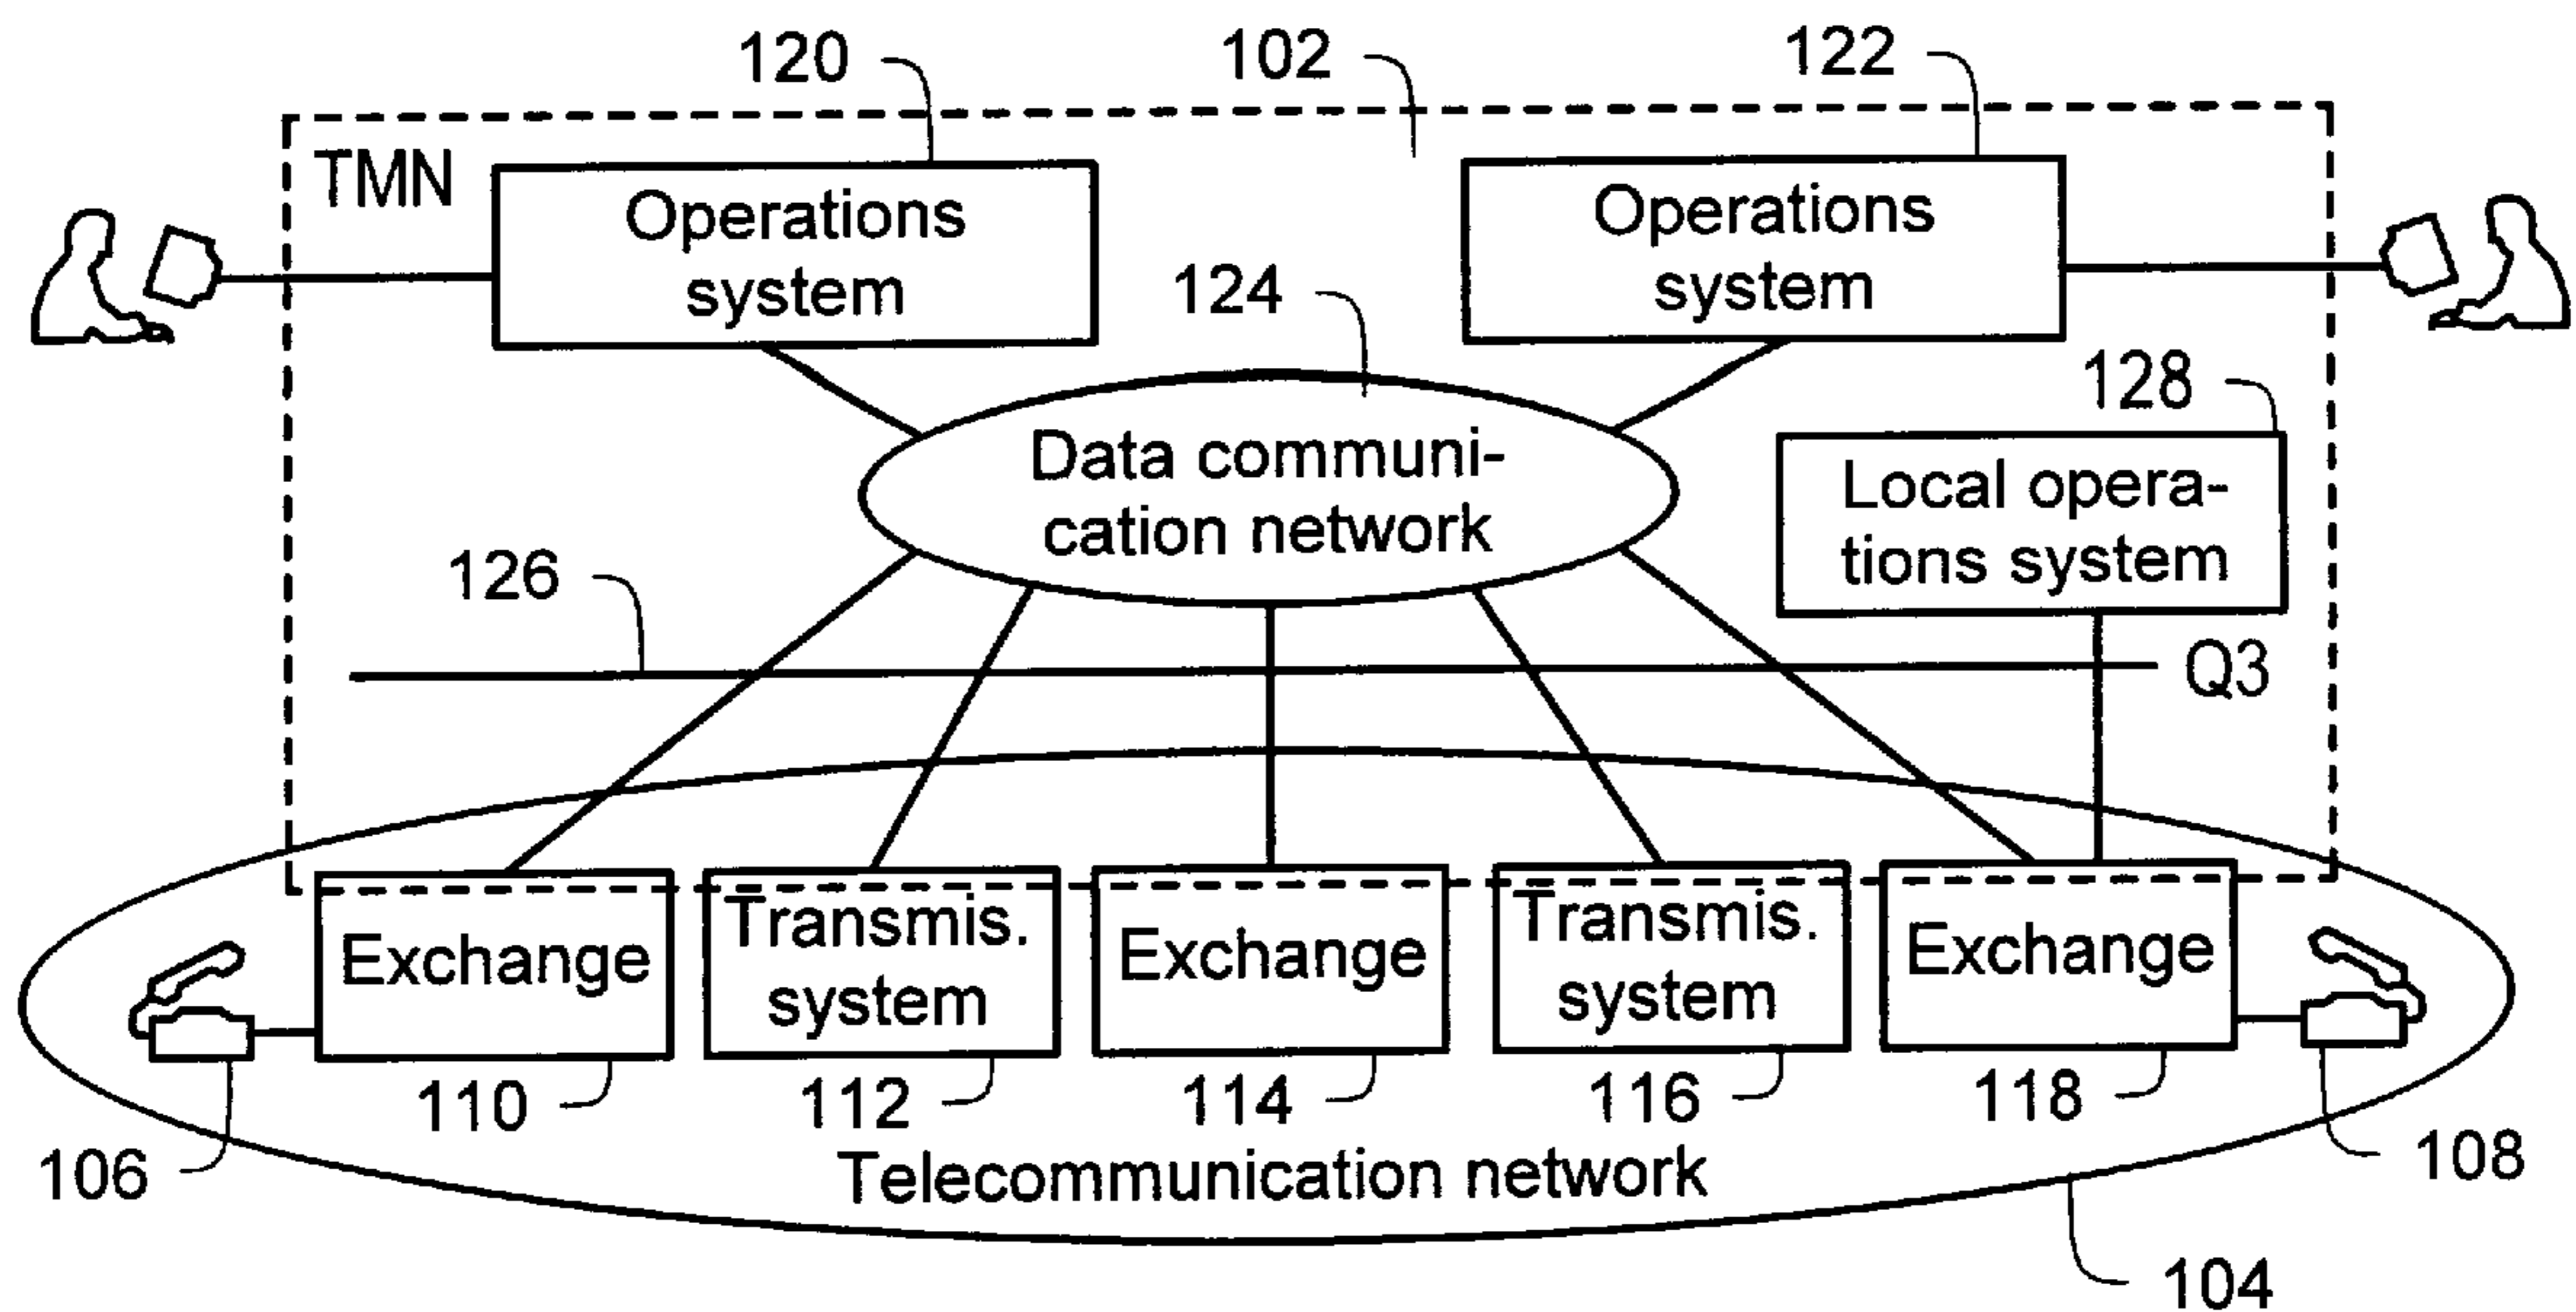 120
102
122
TMN
Operations
system
Operations
system
124
128
Data communi-
cation network
Local opera-
tions system
126
Q3
Exchange
Transmis.
system
Exchange
Transmis.
system
Exchange
110
112
114
116
118
106
Telecommunication network
108
104